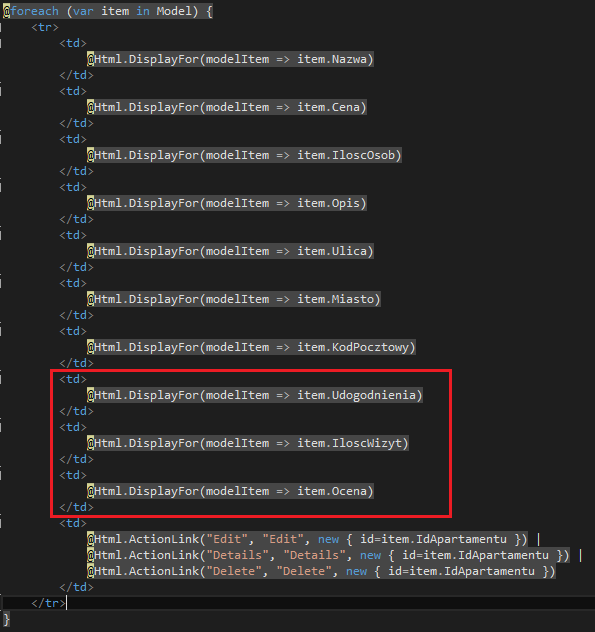 @foreach (var item in Model) {
<tr>
<td>
@Html.DisplayFor(modelItem => item.Nazwa)
</td>
<td>
@Html.DisplayFor(modelItem => item.Cena)
</td>
<td>
@Html.DisplayFor(modelItem => item.IloscOsob)
</td>
<td>
@Html.DisplayFor(modelItem => item.Opis)
</td>
<td>
@Html.DisplayFor(modelItem => item.Ulica)
</td>
<td>
@Html.DisplayFor(modelItem => item.Miasto)
</td>
<td>
@Html.DisplayFor(modelItem => item.KodPocztowy)
</td>
<td>
@Html.DisplayFor(modelItem => item.Udogodnienia)
</td>
<td>
@Html.DisplayFor(modelItem => item.IloscWizyt)
</td>
<td>
@Html.DisplayFor(modelItem => item.Ocena)
</td>
<td>
@Html.ActionLink("Edit", "Edit", new { id=item.IdApartamentu }) |
@Html.ActionLink("Details", "Details", new { id=item.IdApartamentu }) |
@Html.ActionLink("Delete", "Delete", new { id=item.IdApartamentu })
</td>
</tr>
}